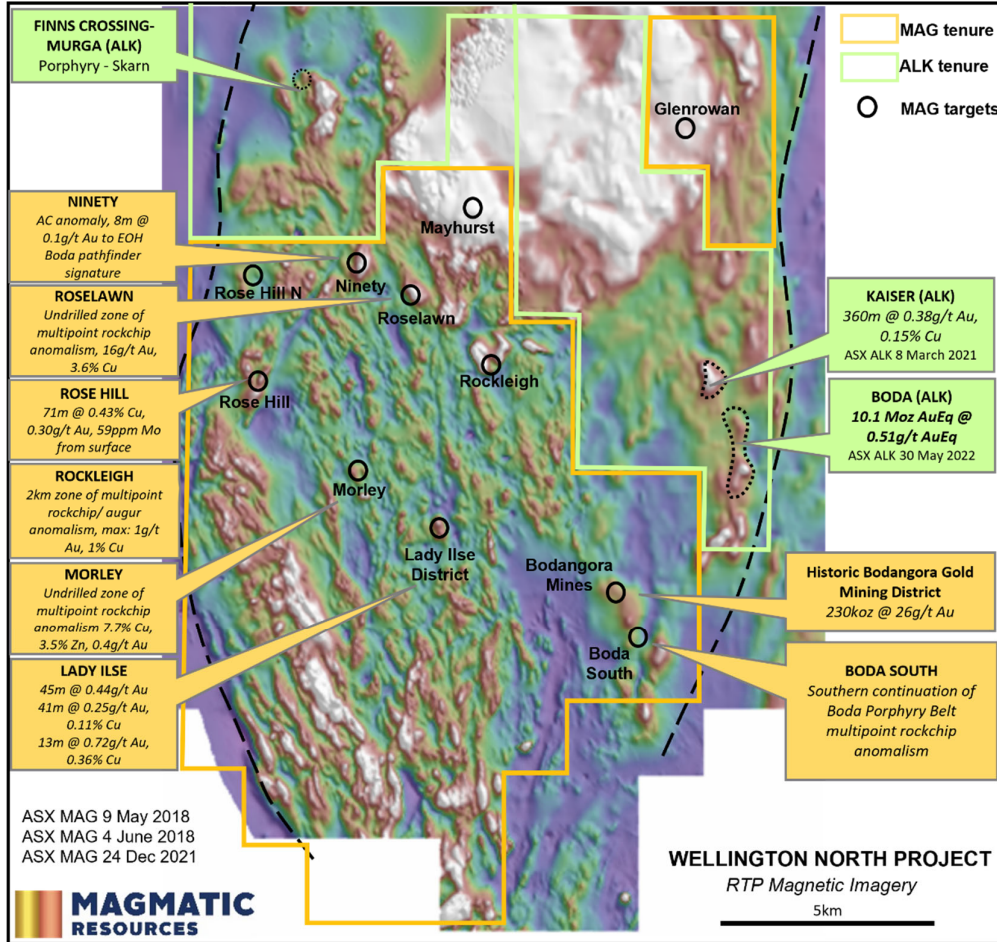 FINNS CROSSING-
MURGA (ALK)
Porphyry - Skarn
MAG tenure
ALK tenure
MAG targets
Glenrowan
Mayhurst
NINETY
AC anomaly, 8m @
0.1g/t Au to EOH
Boda pathfinder
signature
Rose Hill N
Ninety
Roselawn
ROSELAWN
Undrilled zone of
multipoint rockchip
anomalism, 16g/t Au,
3.6% Cu
KAISER (ALK)
360m @ 0.38g/t Au,
0.15% Cu
ASX ALK 8 March 2021
Rockleigh
Rose Hill
ROSE HILL
71m @ 0.43% Cu,
0.30g/t Au, 59ppm Mo
from surface
BODA (ALK)
10.1 Moz AuEq @
0.51g/t AuEq
ASX ALK 30 May 2022
Morley
ROCKLEIGH
2km zone of multipoint
rockchip/ augur
anomalism, max: 1g/t
Au, 1% Cu
Lady Ilse
District
Bodangora
Mines
MORLEY
Undrilled zone of
multipoint rockchip
anomalism 7.7% Cu,
3.5% Zn, 0.4g/t Au
Historic Bodangora Gold
Mining District
230koz @ 26g/t Au
Boda
South
LADY ILSE
45m @ 0.44g/t Au
41m @ 0.25g/t Au,
0.11% Cu
13m @ 0.72g/t Au,
0.36% Cu
BODA SOUTH
Southern continuation of
Boda Porphyry Belt
multipoint rockchip
anomalism
ASX MAG 9 May 2018
ASX MAG 4 June 2018
ASX MAG 24 Dec 2021
WELLINGTON NORTH PROJECT
RTP Magnetic Imagery
5km
MAGMATIC
RESOURCES